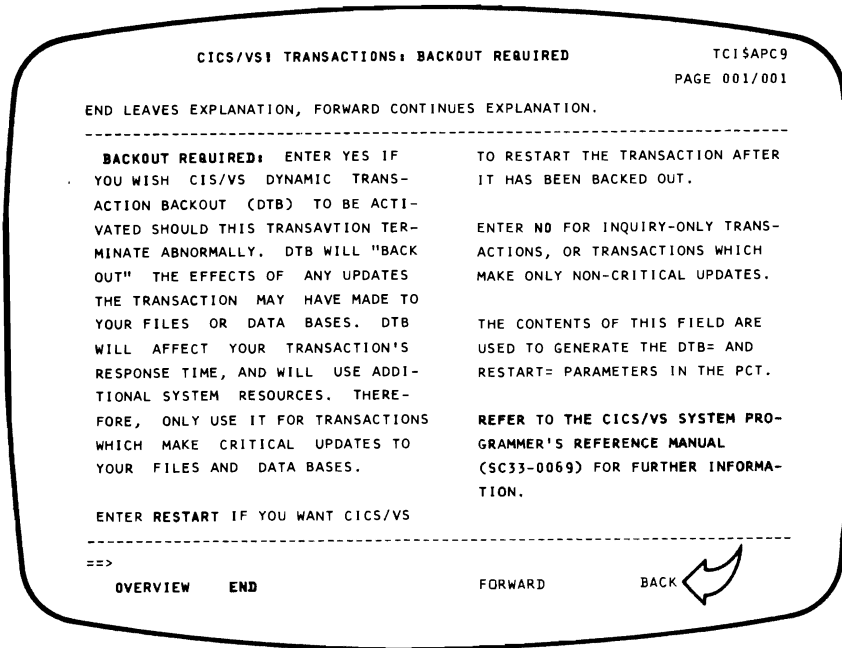 CICS/VS: TRANSACTIONS: BACKOUT REQUIRED TCI$APC9
PAGE 001/001
END LEAVES EXPLANATION, FORWARD CONTINUES EXPLANATION.
BACKOUT REQUIRED: ENTER YES IF
YOU WISH CIS/VS DYNAMIC TRANS-
ACTION BACKOUT (DTB) TO BE ACTI-
VATED SHOULD THIS TRANSAVTION TER-
MINATE ABNORMALLY. DTB WILL "BACK
OUT" THE EFFECTS OF ANY UPDATES
THE TRANSACTION MAY HAVE MADE TO
YOUR FILES OR DATA BASES. DTB
WILL AFFECT YOUR TRANSACTION'S
RESPONSE TIME, AND WILL USE ADDI-
TIONAL SYSTEM RESOURCES. THERE-
FORE, ONLY USE IT FOR TRANSACTIONS
WHICH MAKE CRITICAL UPDATES TO
YOUR FILES AND DATA BASES.
ENTER RESTART IF YOU WANT CICS/VS
TO RESTART THE TRANSACTION AFTER
IT HAS BEEN BACKED OUT.
ENTER NO FOR INQUIRY-ONLY TRANS-
ACTIONS, OR TRANSACTIONS WHICH
MAKE ONLY NON-CRITICAL UPDATES.
THE CONTENTS OF THIS FIELD ARE
USED TO GENERATE THE DTB= AND
RESTART= PARAMETERS IN THE PCT.
REFER TO THE CICS/VS SYSTEM PRO-
GRAMMER'S REFERENCE MANUAL
(SC33-0069) FOR FURTHER INFORMA-
TION.
==>
OVERVIEW END FORWARD BACK